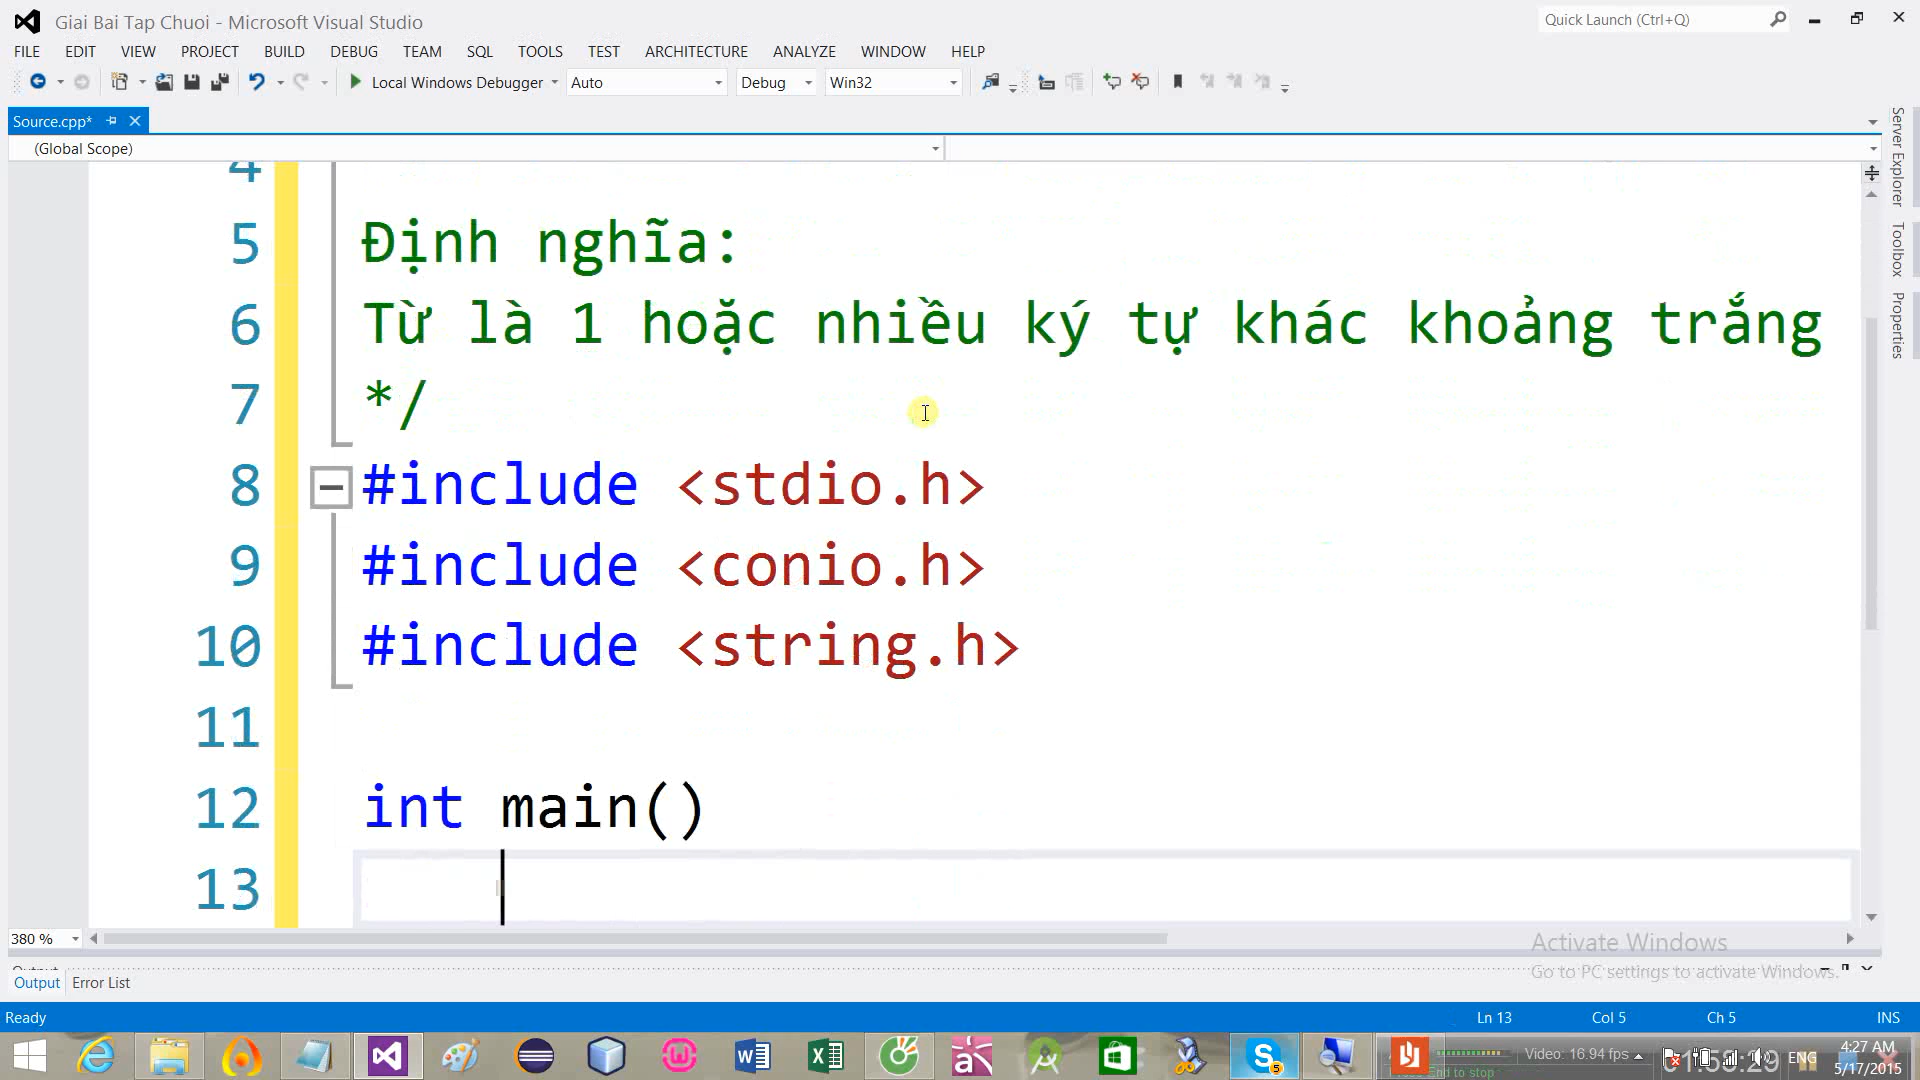 Giai Bai Tap Chuoi - Microsoft Visual Studio
Quick Launch (Ctrl+Q)
FILE EDIT VIEW PROJECT BUILD DEBUG TEAM SQL TOOLS TEST ARCHITECTURE ANALYZE WINDOW HELP
Local Windows Debugger Auto Debug Win32
Source.cpp*
(Global Scope)
Server Explorer
Toolbox
Properties
4
5 Định nghĩa:
6 Từ là 1 hoặc nhiều ký tự khác khoảng trắng
7 */
8 #include <stdio.h>
9 #include <conio.h>
10 #include <string.h>
11
12 int main()
13
380 %
Activate Windows
Go to PC settings to activate Windows.
Output Error List
Ready Ln 13 Col 5 Ch 5 INS
Video: 16.94 fps
ENG
4:27 AM
5/17/2015
End to stop